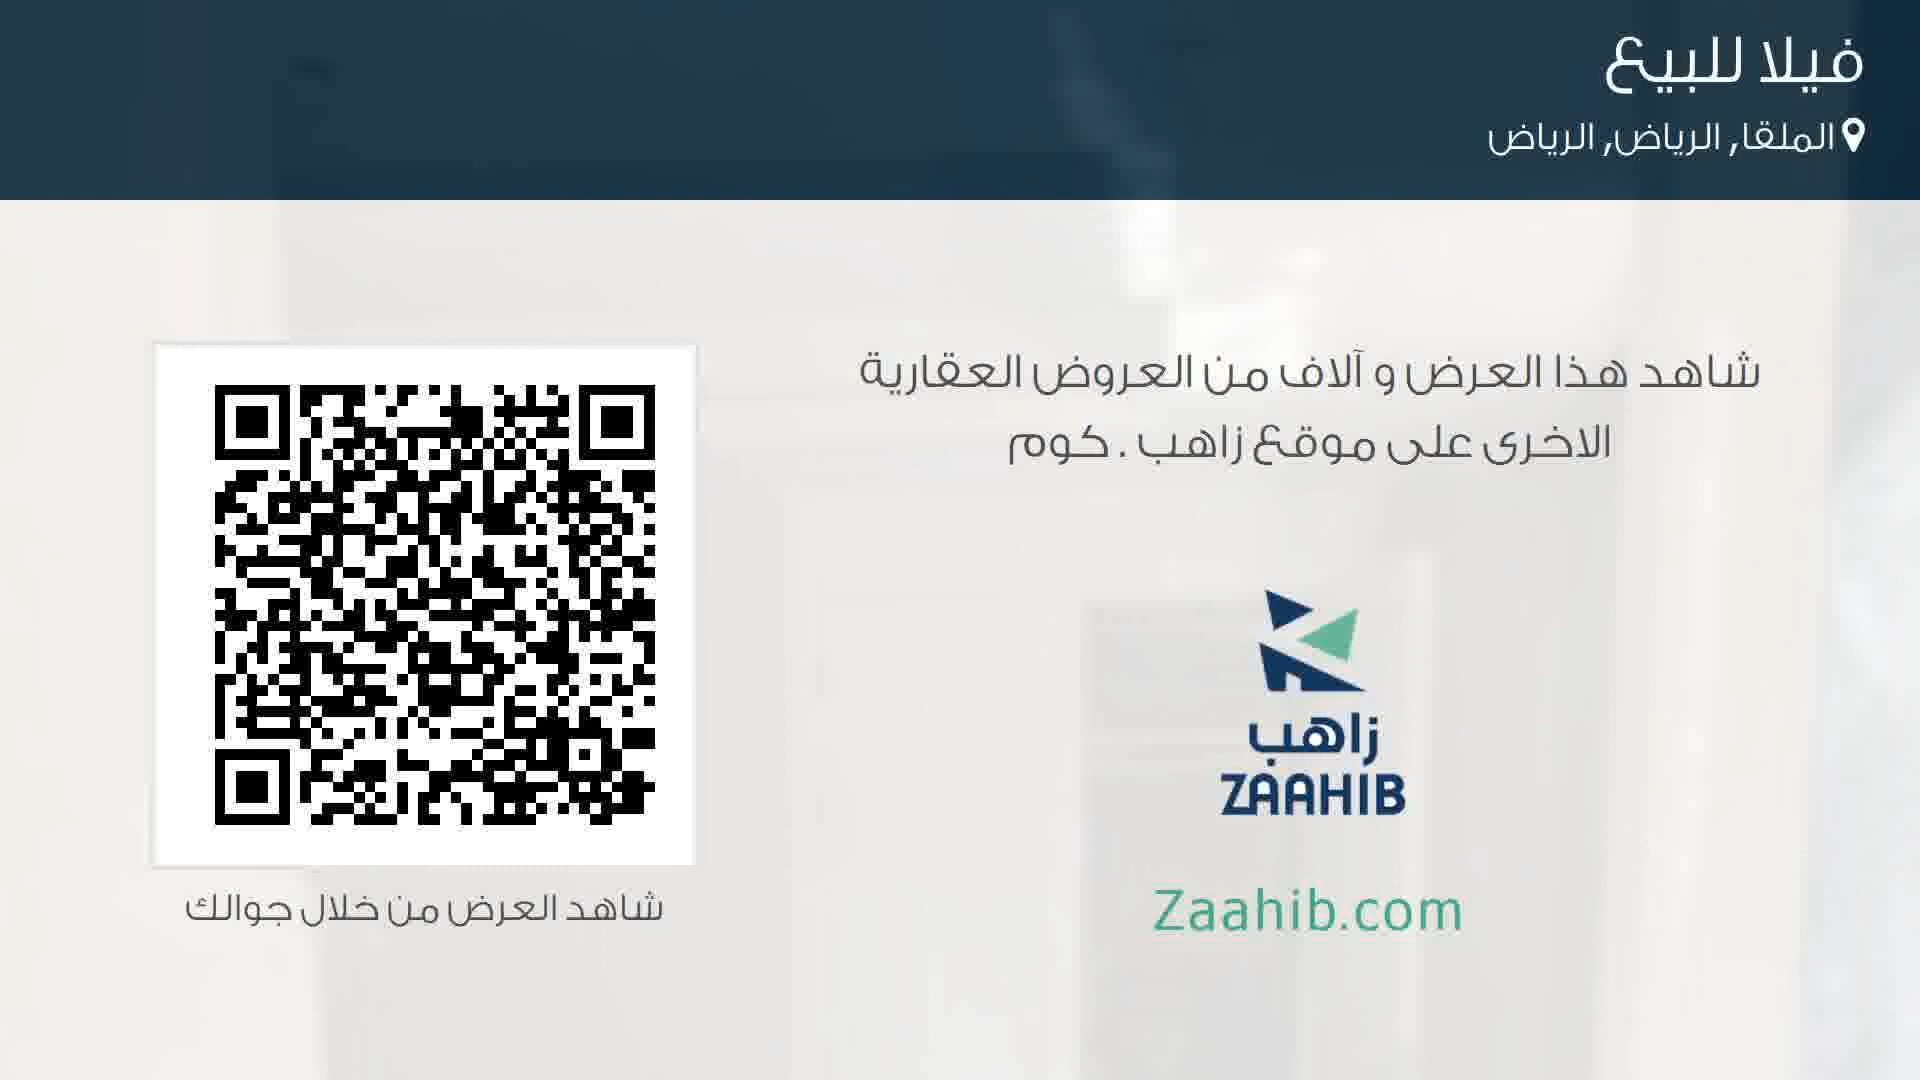 فيلا للبيع
الملقا, الرياض, الرياض
شاهد هذا العرض و آلاف من العروض العقارية
الاخرى على موقع زاهب . كوم
زاهب
ZAAHIB
Zaahib.com
شاهد العرض من خلال جوالك